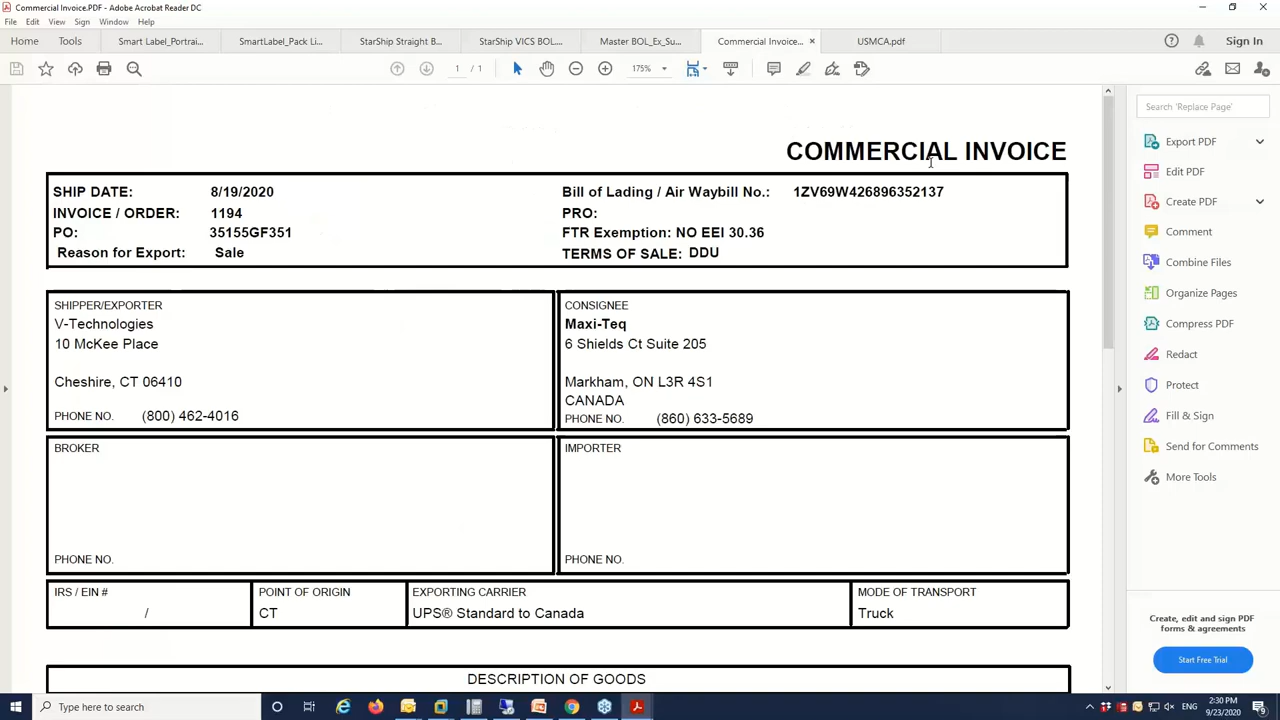 Commercial Invoice.PDF - Adobe Acrobat Reader DC
File Edit View Sign Window Help
Home Tools Smart Label_Portrai... SmartLabel_Pack Li... StarShip Straight B... StarShip VICS BOL... Master BOL_Ex_Su... Commercial Invoice... × USMCA.pdf Sign In
1 / 1 175%
Search 'Replace Page'
COMMERCIAL INVOICE
SHIP DATE: 8/19/2020 Bill of Lading / Air Waybill No.: 1ZV69W426896352137
INVOICE / ORDER: 1194 PRO:
PO: 35155GF351 FTR Exemption: NO EEI 30.36
Reason for Export: Sale TERMS OF SALE: DDU
SHIPPER/EXPORTER
V-Technologies
10 McKee Place
Cheshire, CT 06410
PHONE NO. (800) 462-4016
CONSIGNEE
Maxi-Teq
6 Shields Ct Suite 205
Markham, ON L3R 4S1
CANADA
PHONE NO. (860) 633-5689
BROKER
PHONE NO.
IMPORTER
PHONE NO.
IRS / EIN # POINT OF ORIGIN EXPORTING CARRIER MODE OF TRANSPORT
/ CT UPS® Standard to Canada Truck
DESCRIPTION OF GOODS
Export PDF
Edit PDF
Create PDF
Comment
Combine Files
Organize Pages
Compress PDF
Redact
Protect
Fill & Sign
Send for Comments
More Tools
Create, edit and sign PDF
forms & agreements
Start Free Trial
Type here to search
ENG
2:30 PM
9/23/2020